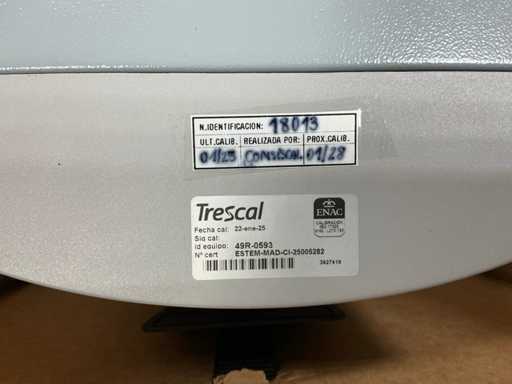 N.IDENTIFICACION: 18013
ULT.CALIB. REALIZADA POR: PROX.CALIB.
01/25 01/28
Trescal
Fecha cal: 22-ene-25
Sig cal:
Id equipo: 49R-0593
Nº cert ESTEM-MAD-CI-25005282
3927419
ENAC
CALIBRACIÓN